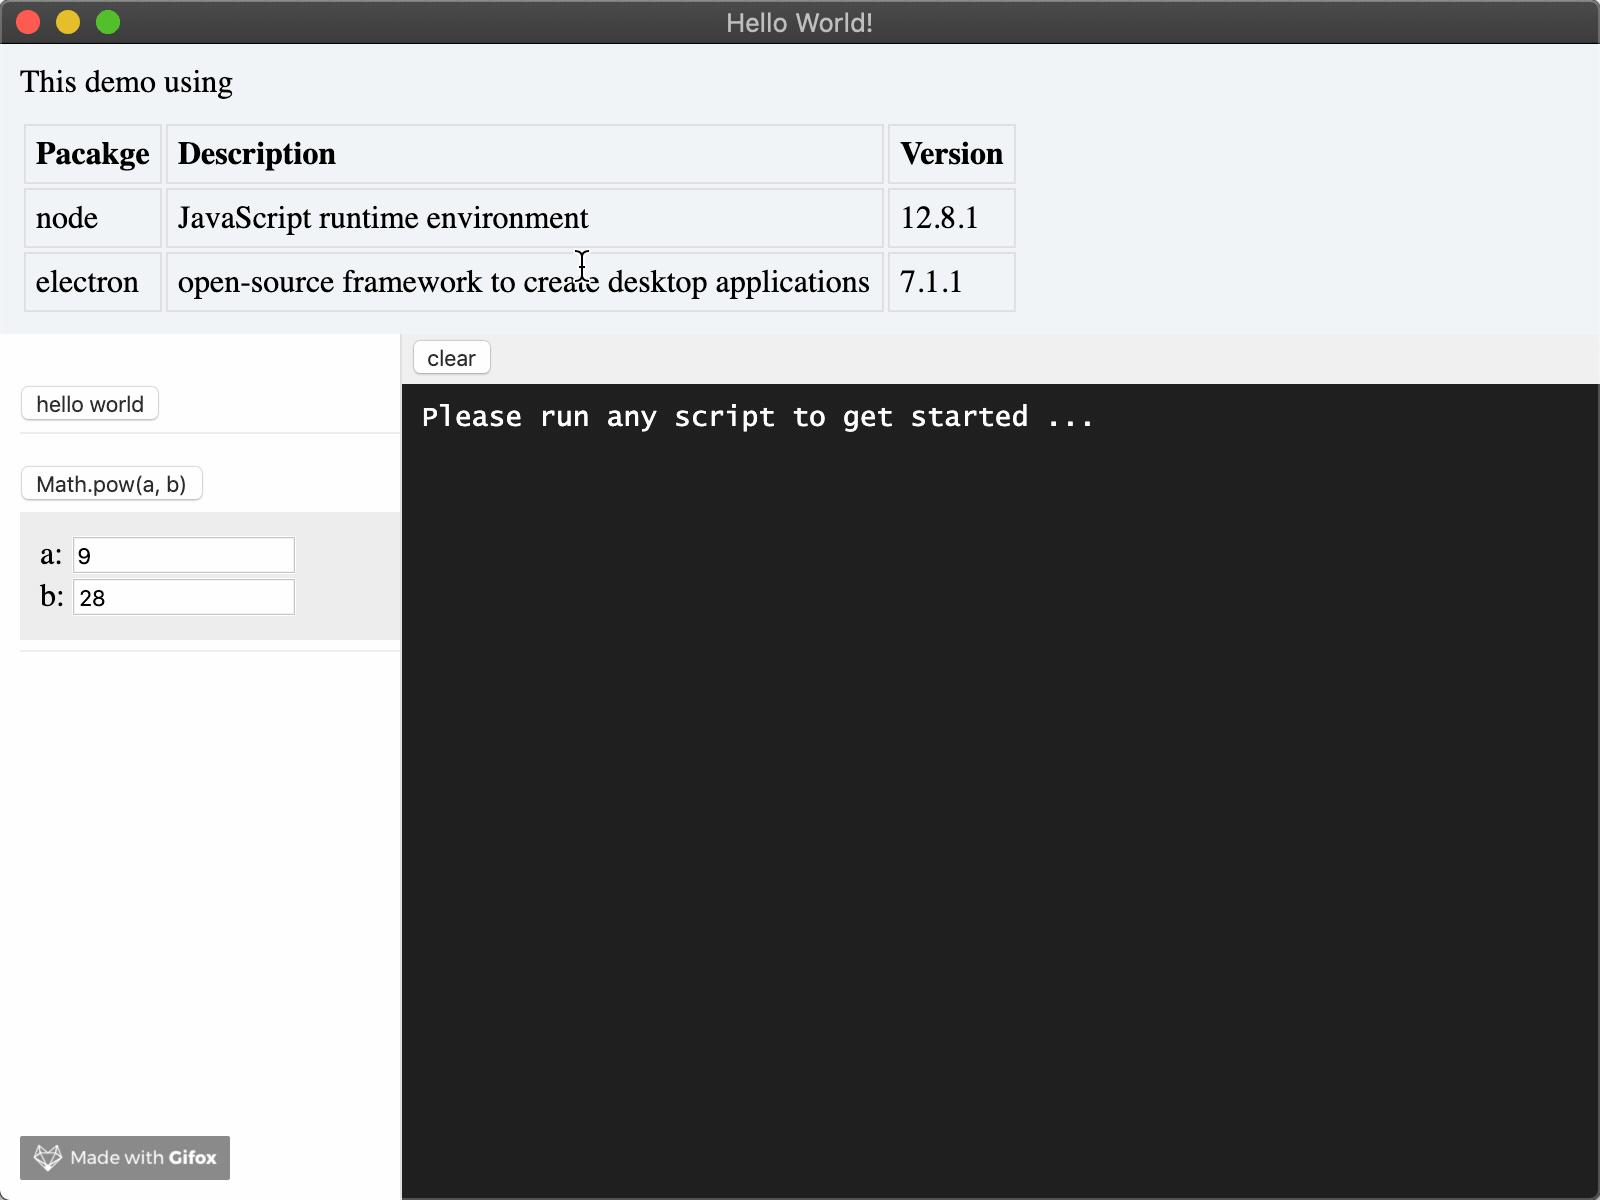 Hello World!
This demo using
Pacakge Description Version
node JavaScript runtime environment 12.8.1
electron open-source framework to create desktop applications 7.1.1
clear
Please run any script to get started ...
hello world
Math.pow(a, b)
a: 9
b: 28
Made with Gifox